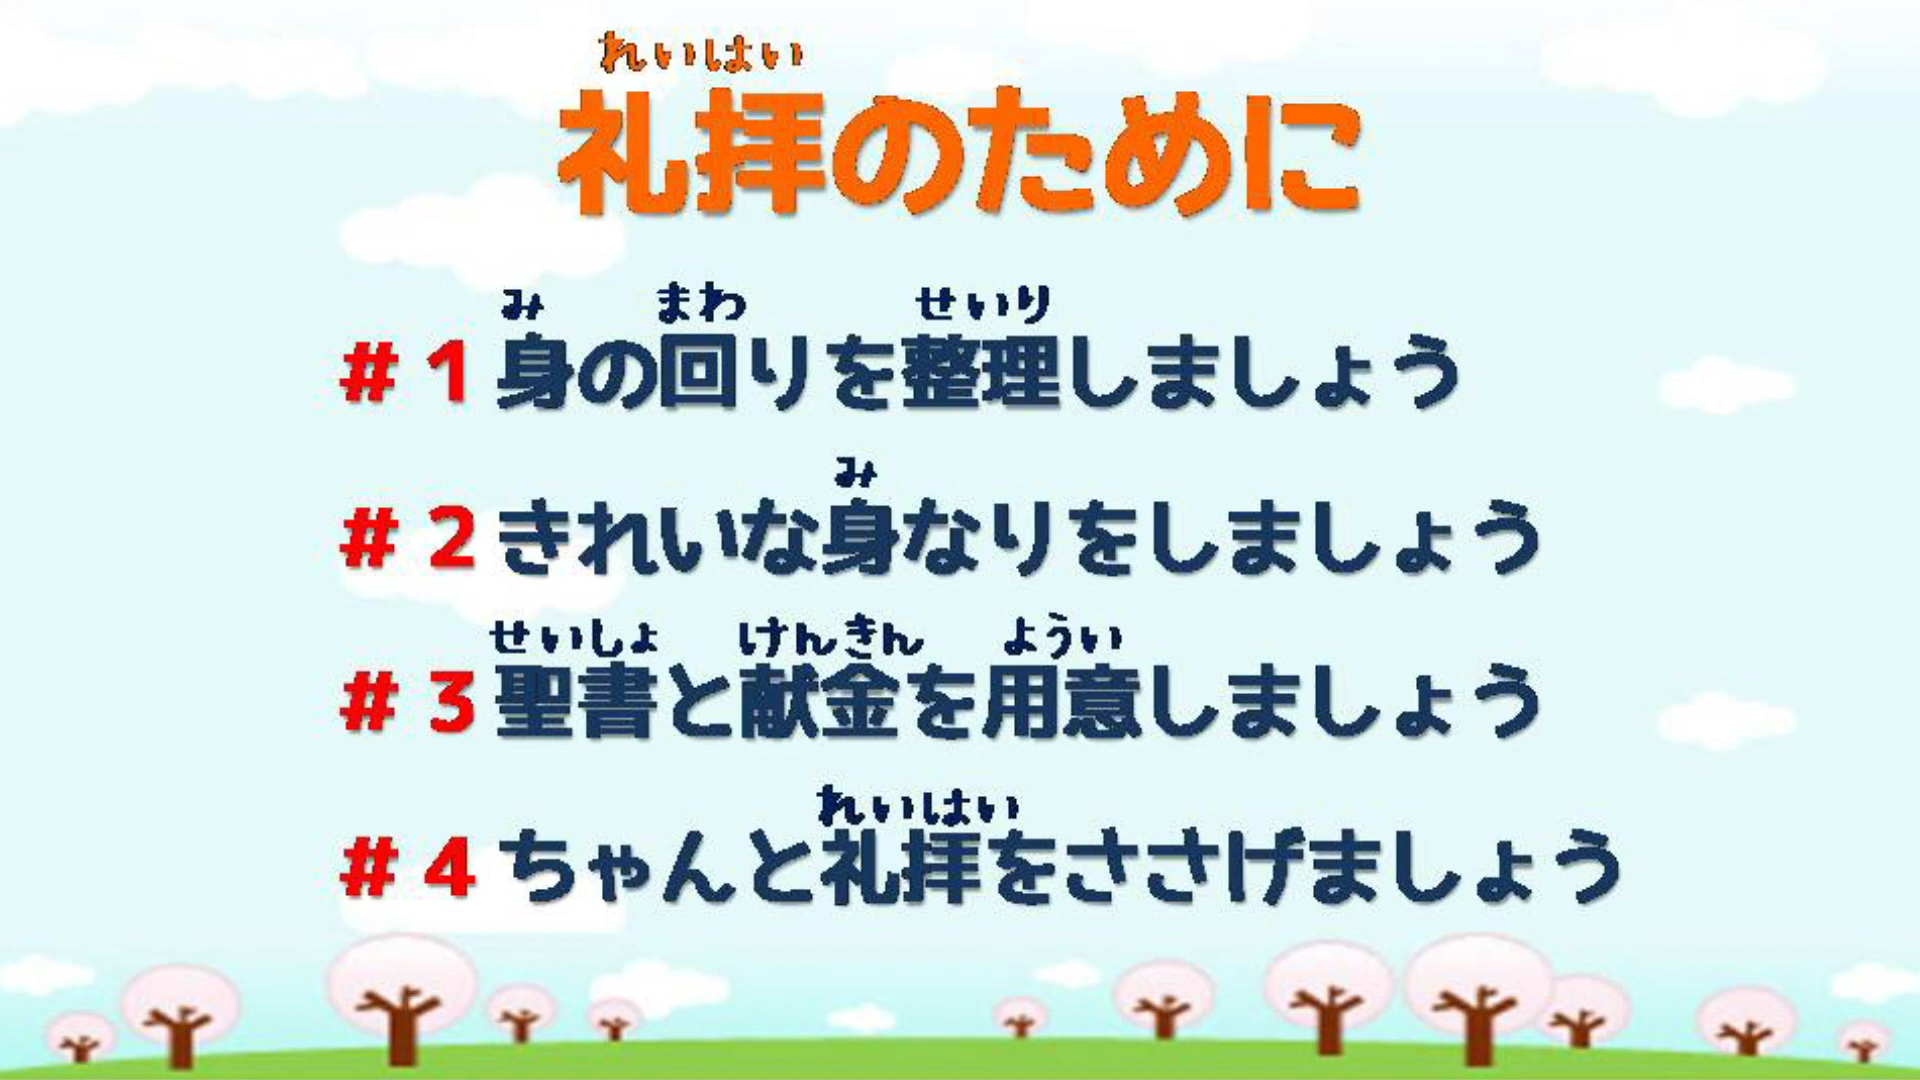 れいはい
礼拝のために
み まわ せいり
＃１身の回りを整理しましょう
み
＃２きれいな身なりをしましょう
せいしょ けんきん ようい
＃３聖書と献金を用意しましょう
れいはい
＃４ちゃんと礼拝をささげましょう